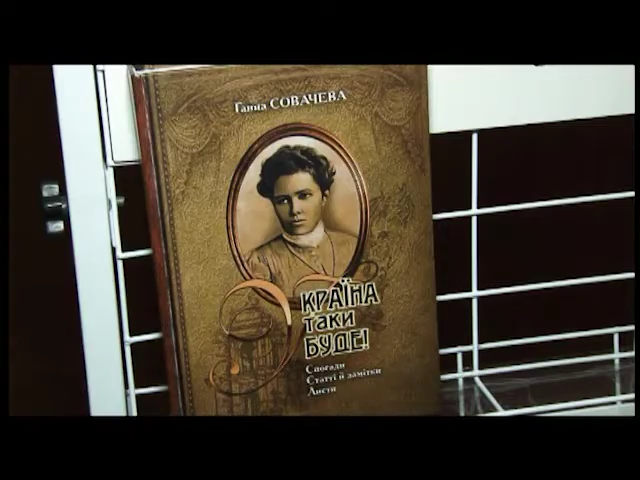 Ганна СОВАЧЕВА
УКРАЇНА
таки
БУДЕ!
Спогади
Статті й замітки
Листи